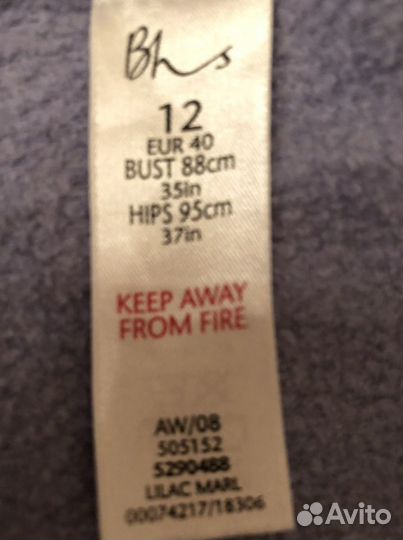 Bhs
12
EUR 40
BUST 88cm
35in
HIPS 95cm
37in
KEEP AWAY
FROM FIRE
AW/08
505152
5290488
LILAC MARL
00074217/18306
Avito